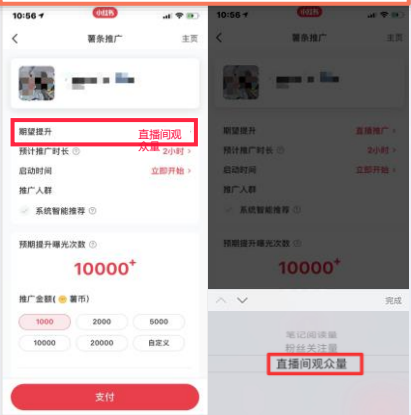 10:56
小红书
薯条推广
主页
期望提升
直播间观
众量
预计推广时长
2小时
启动时间
立即开始
推广人群
系统智能推荐
预期提升曝光次数
10000+
推广金额(薯币)
1000 2000 5000
10000 20000 自定义
支付
10:56
小红书
薯条推广
主页
期望提升
直播推广
预计推广时长
2小时
启动时间
立即开始
推广人群
系统智能推荐
预期提升曝光次数
10000+
完成
笔记阅读量
粉丝关注量
直播间观众量